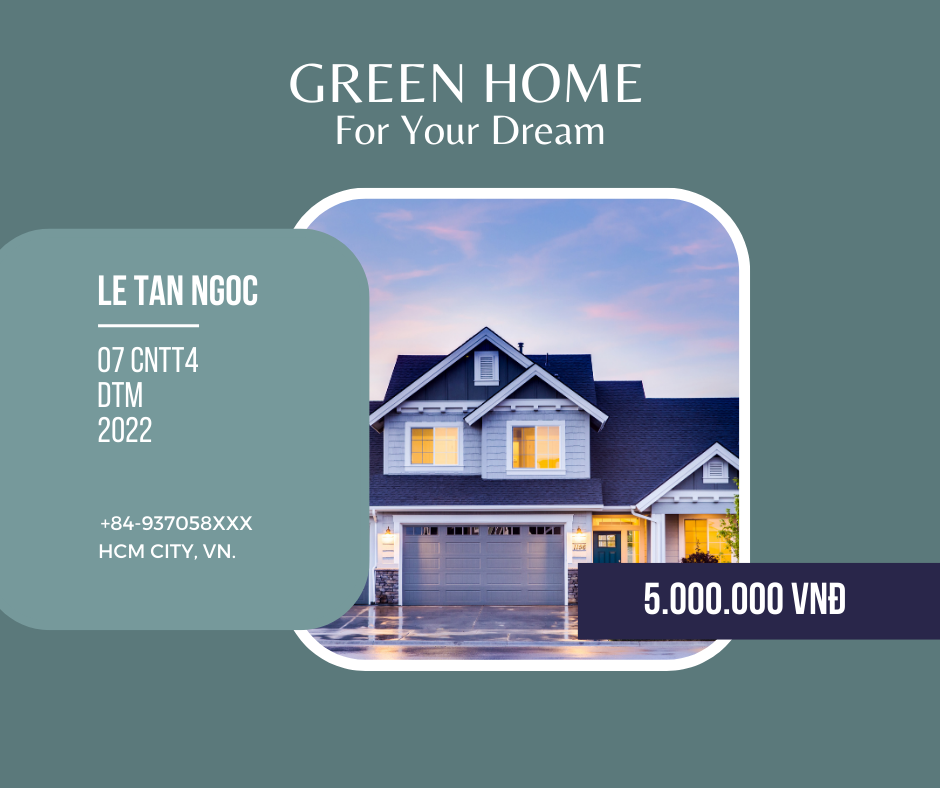 GREEN HOME
For Your Dream
LE TAN NGOC
07 CNTT4
DTM
2022
+84-937058XXX
HCM CITY, VN.
5.000.000 VNĐ